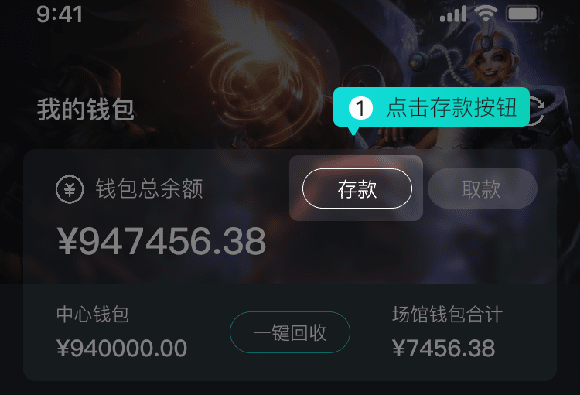 9:41
我的钱包
1 点击存款按钮
¥ 钱包总余额
存款
取款
¥947456.38
中心钱包
一键回收
场馆钱包合计
¥940000.00
¥7456.38